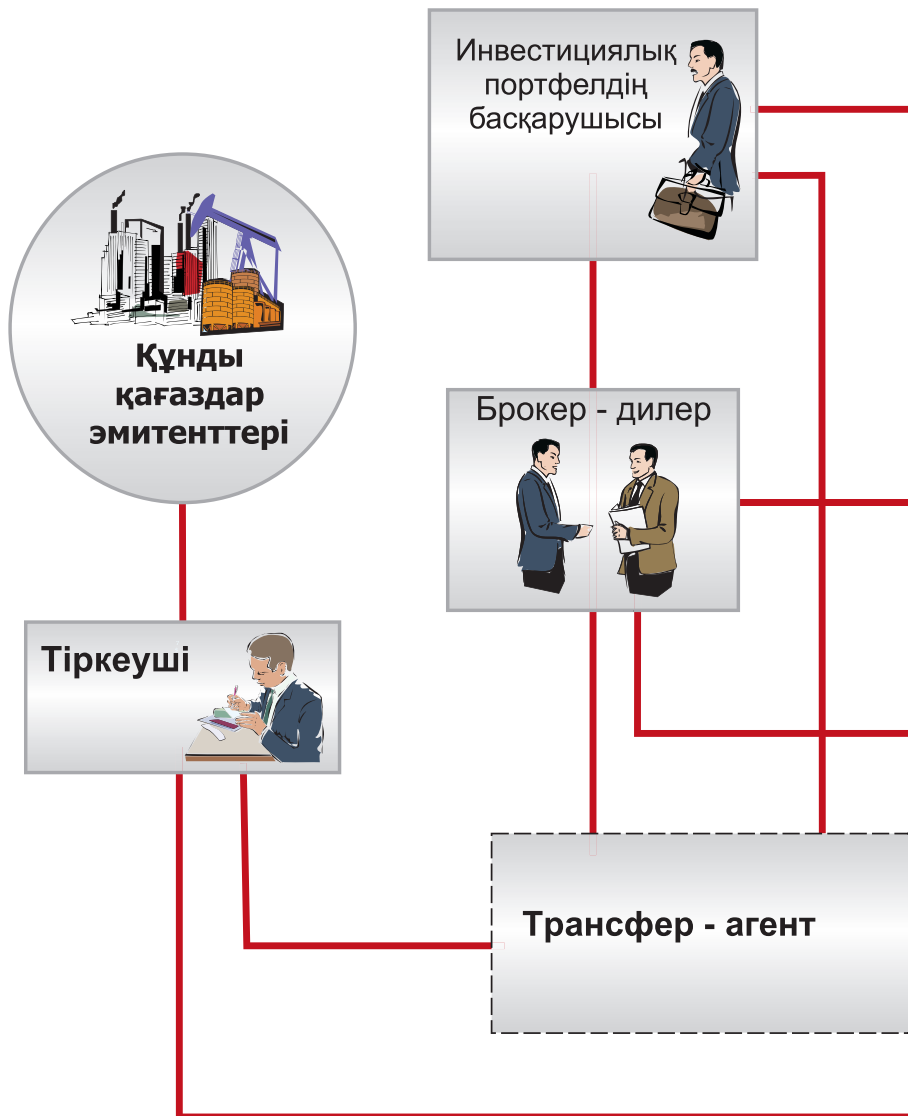 Инвестициялық
портфелдің
басқарушысы
Құнды
қағаздар
эмитенттері
Брокер - дилер
Тіркеуші
Трансфер - агент